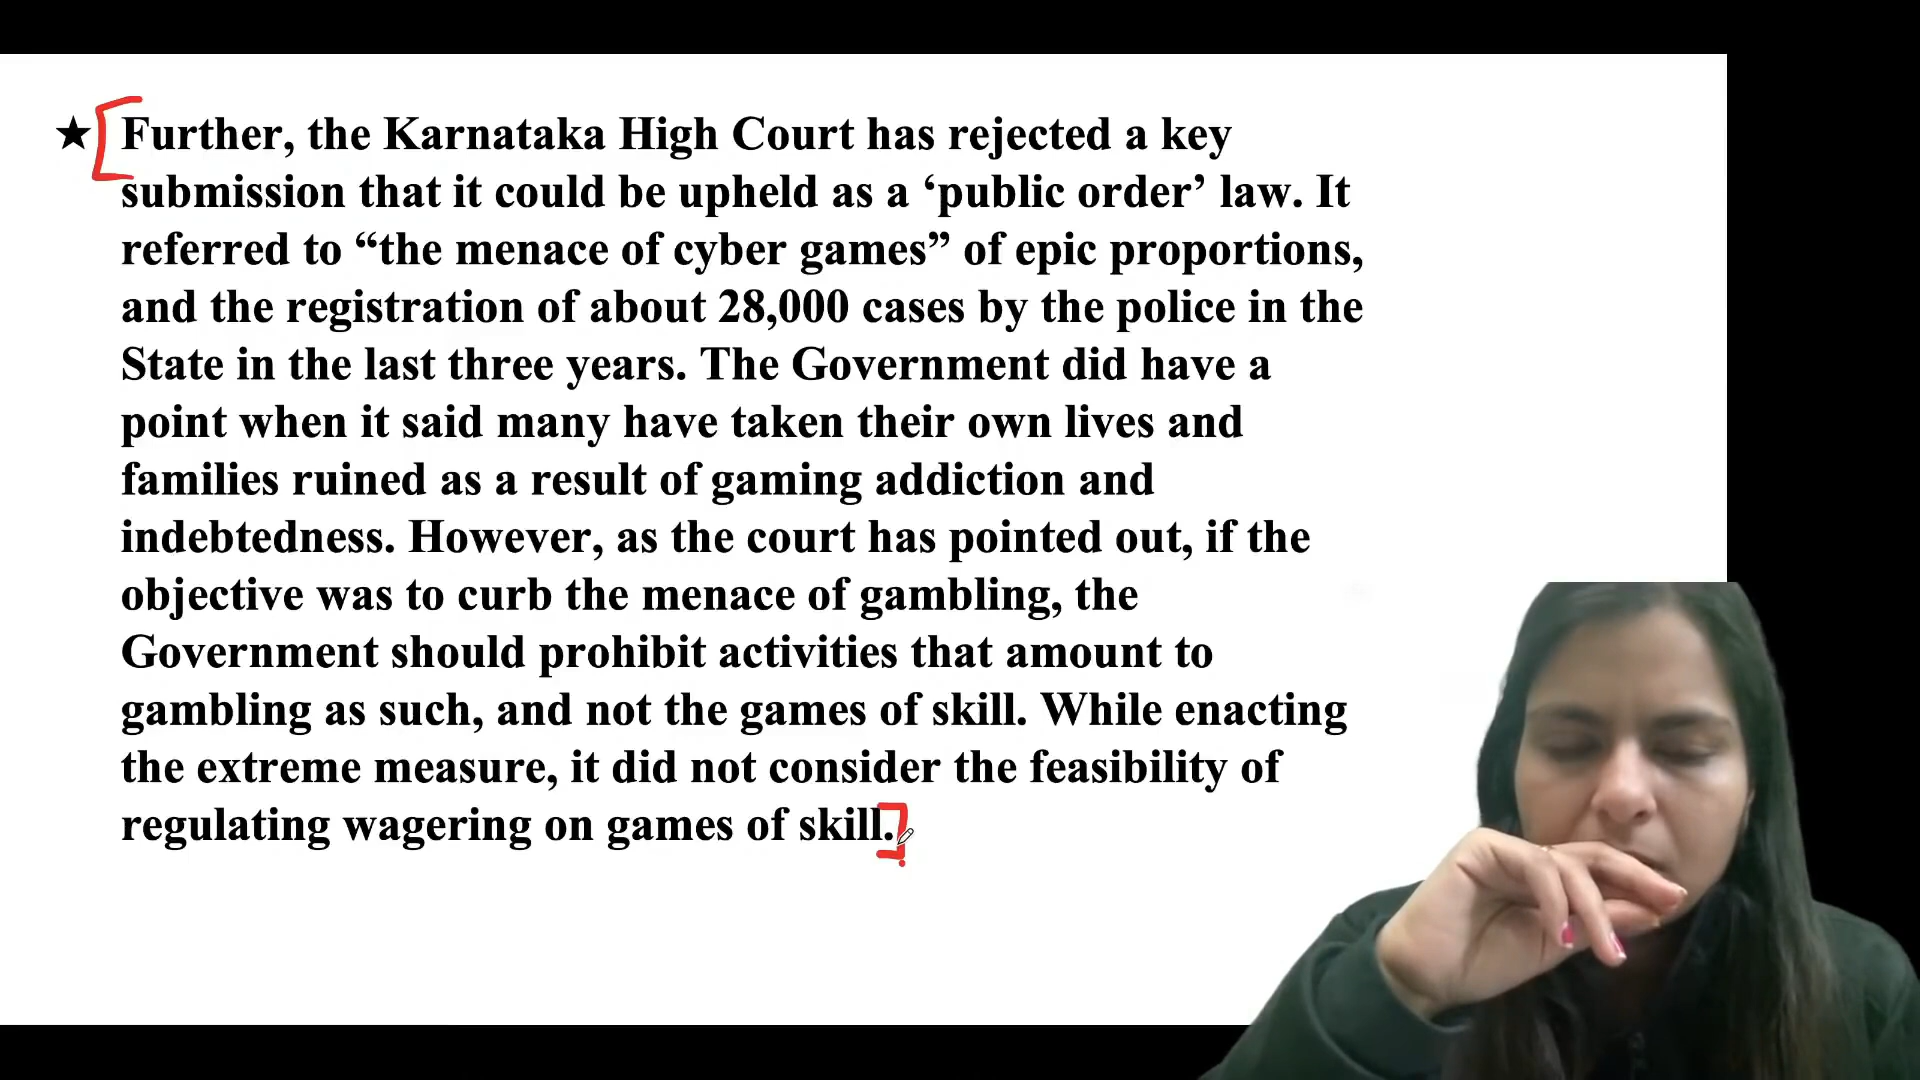 ★ Further, the Karnataka High Court has rejected a key
submission that it could be upheld as a ‘public order’ law. It
referred to “the menace of cyber games” of epic proportions,
and the registration of about 28,000 cases by the police in the
State in the last three years. The Government did have a
point when it said many have taken their own lives and
families ruined as a result of gaming addiction and
indebtedness. However, as the court has pointed out, if the
objective was to curb the menace of gambling, the
Government should prohibit activities that amount to
gambling as such, and not the games of skill. While enacting
the extreme measure, it did not consider the feasibility of
regulating wagering on games of skill.